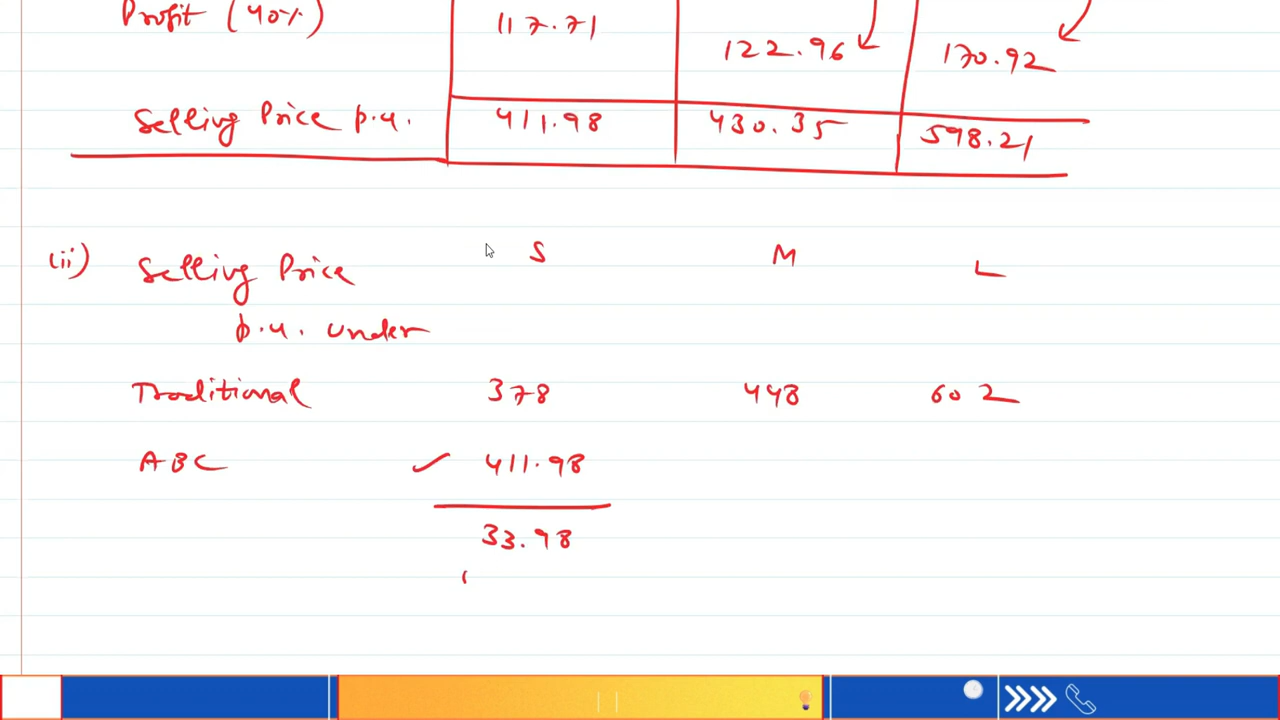 Profit (40%) 117.71 122.96 170.92
Selling Price p.u. 411.98 430.35 598.21
(ii) Selling Price S M L
p.u. under
Traditional 378 448 602
ABC ✓ 411.98
33.98
(